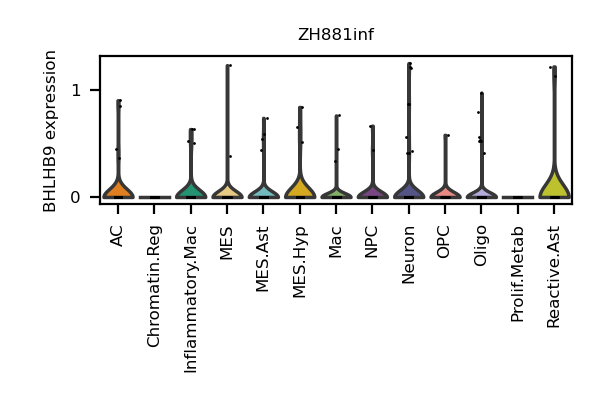 ZH881inf
BHLHB9 expression
1
0
AC
Chromatin.Reg
Inflammatory.Mac
MES
MES.Ast
MES.Hyp
Mac
NPC
Neuron
OPC
Oligo
Prolif.Metab
Reactive.Ast